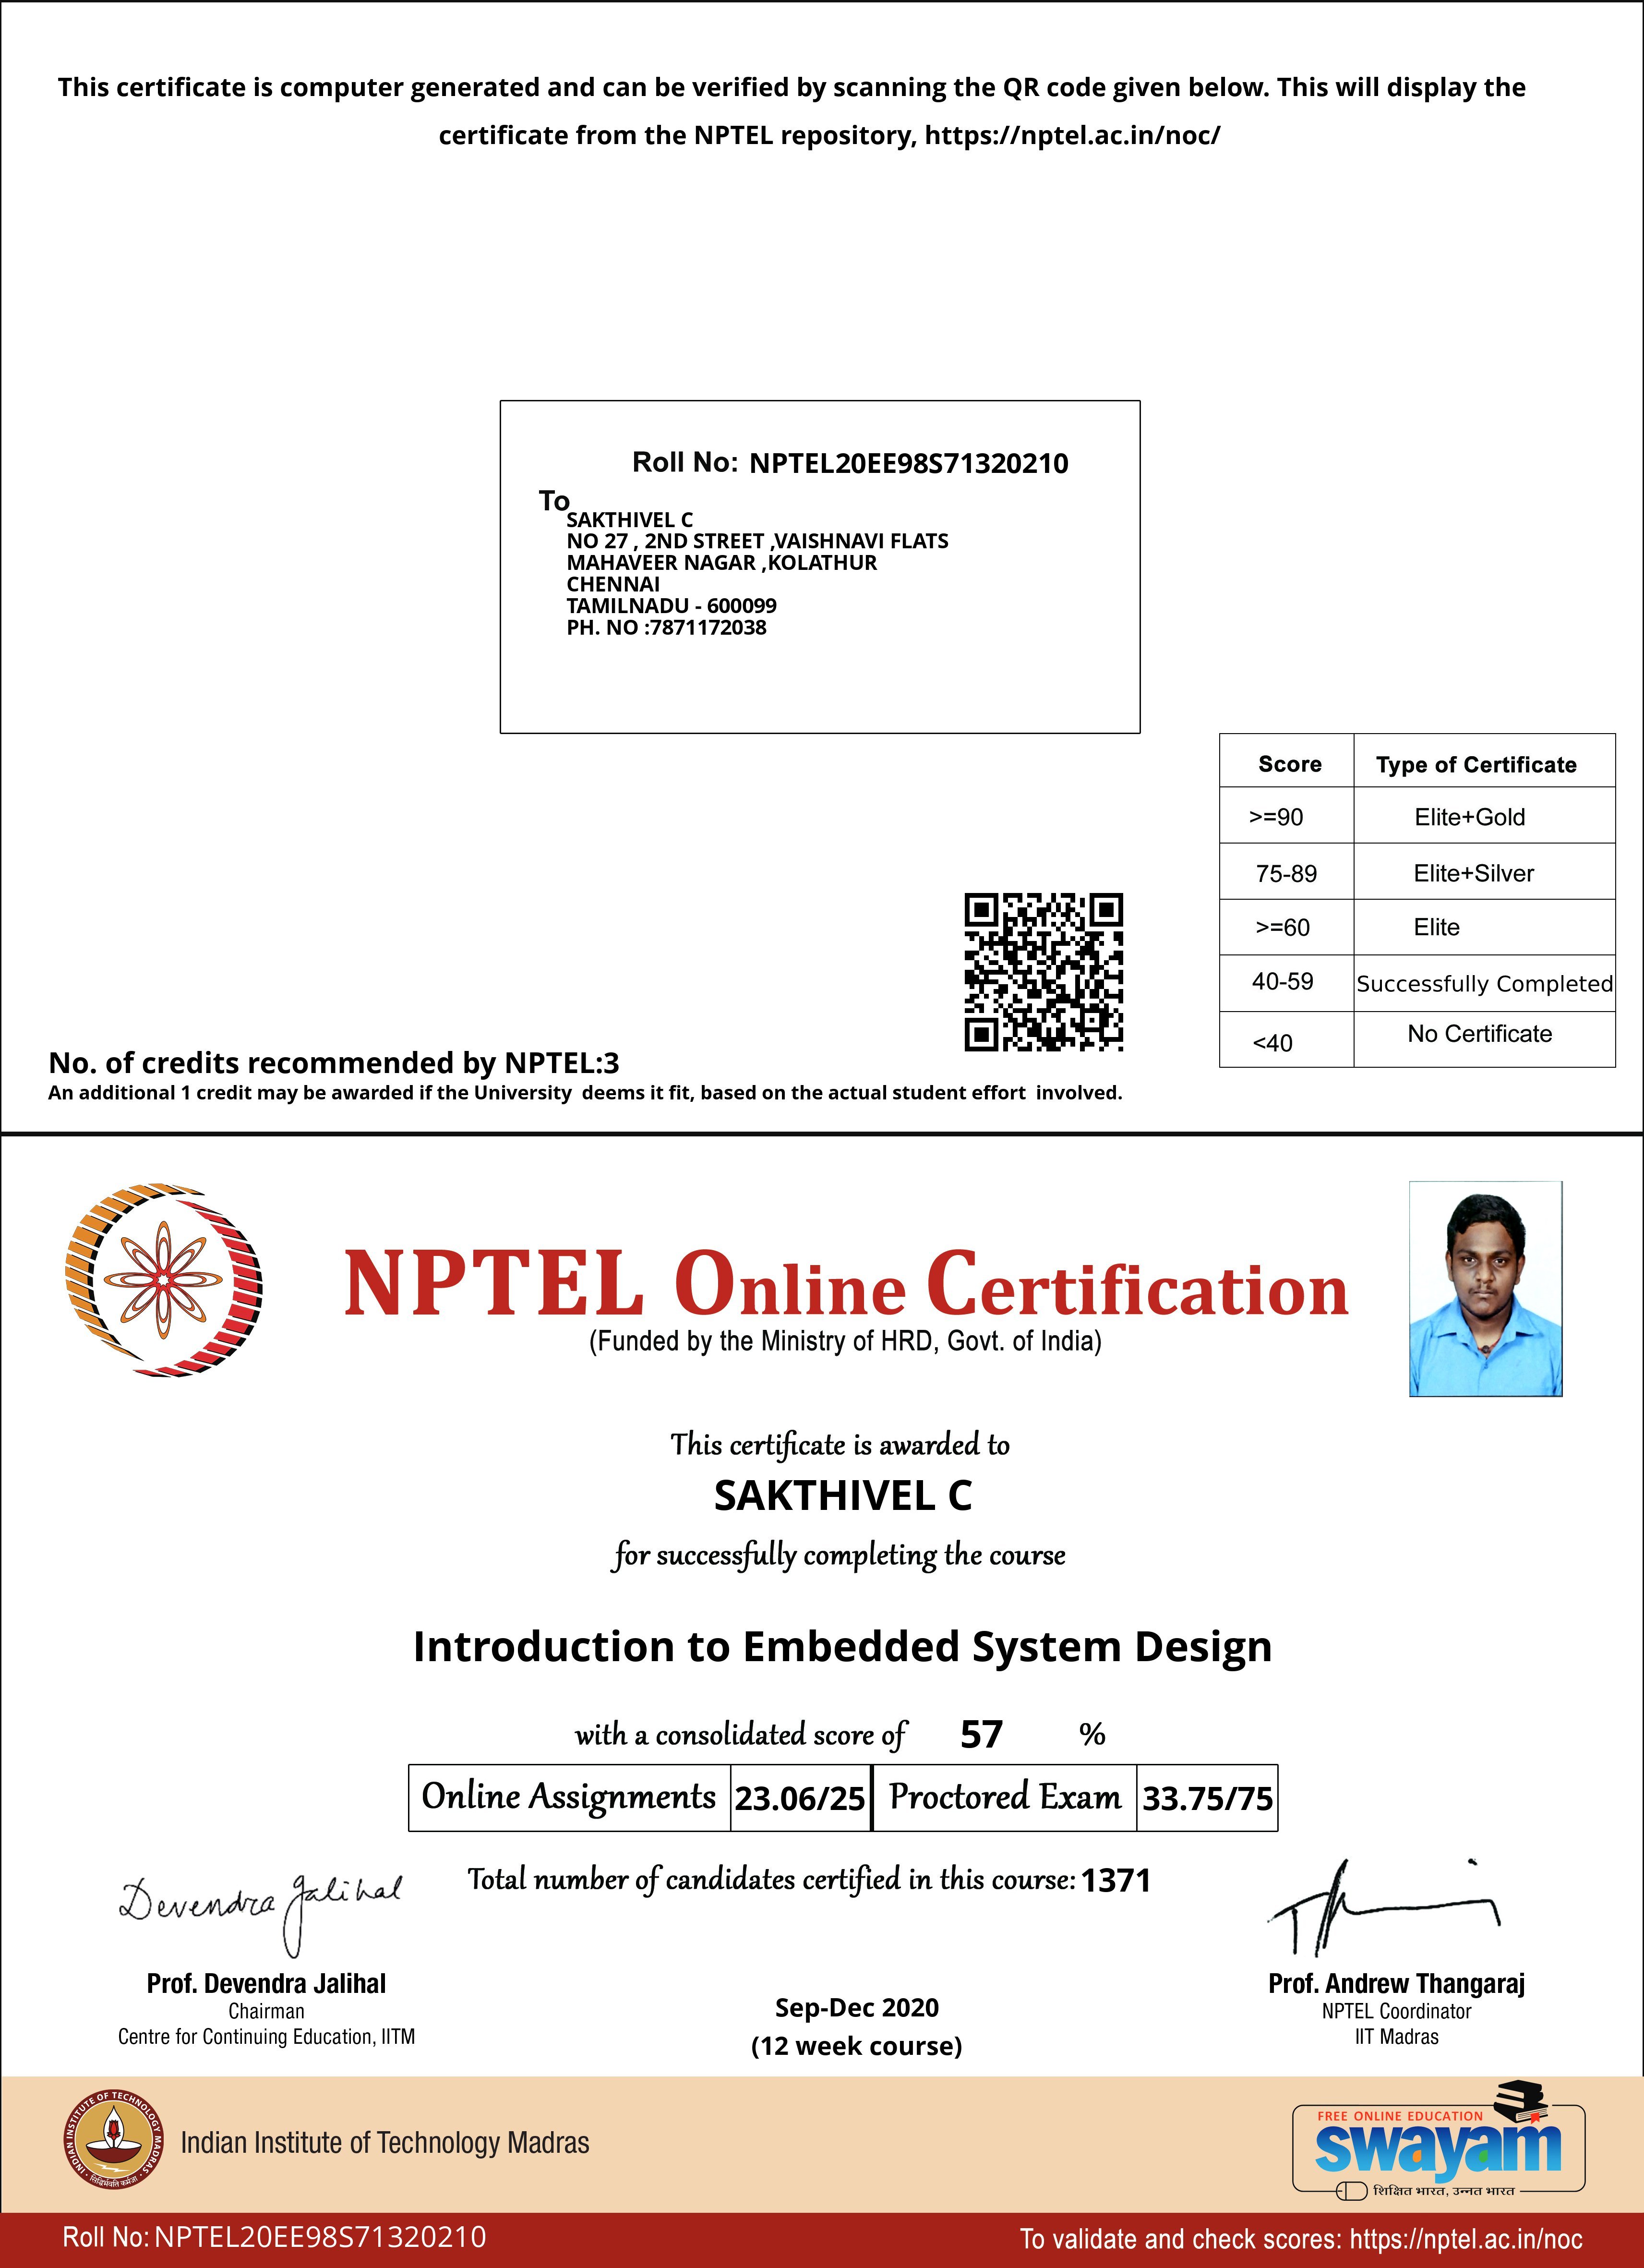 This certificate is computer generated and can be verified by scanning the QR code given below. This will display the
certificate from the NPTEL repository, https://nptel.ac.in/noc/
Roll No: NPTEL20EE98S71320210
To
SAKTHIVEL C
NO 27 , 2ND STREET ,VAISHNAVI FLATS
MAHAVEER NAGAR ,KOLATHUR
CHENNAI
TAMILNADU - 600099
PH. NO :7871172038
Score Type of Certificate
>=90 Elite+Gold
75-89 Elite+Silver
>=60 Elite
40-59 Successfully Completed
<40 No Certificate
No. of credits recommended by NPTEL:3
An additional 1 credit may be awarded if the University deems it fit, based on the actual student effort involved.
NPTEL Online Certification
(Funded by the Ministry of HRD, Govt. of India)
This certificate is awarded to
SAKTHIVEL C
for successfully completing the course
Introduction to Embedded System Design
with a consolidated score of 57 %
Online Assignments 23.06/25 Proctored Exam 33.75/75
Total number of candidates certified in this course: 1371
Devendra Jalihal
Prof. Devendra Jalihal
Chairman
Centre for Continuing Education, IITM
Sep-Dec 2020
(12 week course)
Prof. Andrew Thangaraj
NPTEL Coordinator
IIT Madras
INDIAN INSTITUTE OF TECHNOLOGY MADRAS
सिद्धिर्भवति कर्मजा
Indian Institute of Technology Madras
FREE ONLINE EDUCATION
swayam
शिक्षित भारत, उन्नत भारत
Roll No: NPTEL20EE98S71320210
To validate and check scores: https://nptel.ac.in/noc